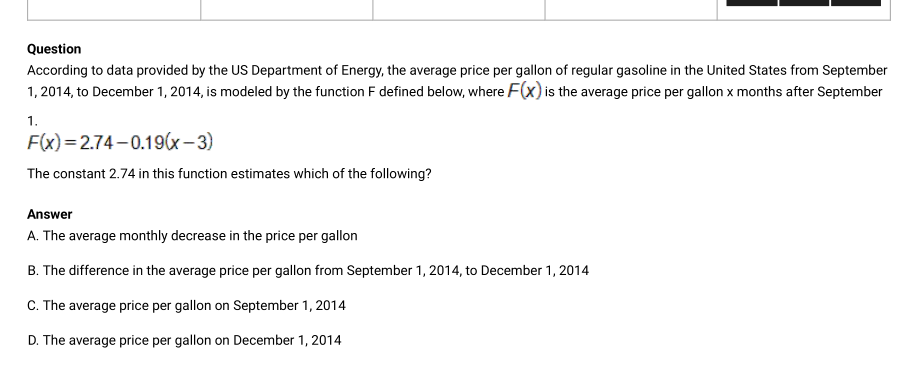 Question
According to data provided by the US Department of Energy, the average price per gallon of regular gasoline in the United States from September
1, 2014, to December 1, 2014, is modeled by the function F defined below, where F(x) is the average price per gallon x months after September
1.
F(x) = 2.74 – 0.19(x – 3)
The constant 2.74 in this function estimates which of the following?
Answer
A. The average monthly decrease in the price per gallon
B. The difference in the average price per gallon from September 1, 2014, to December 1, 2014
C. The average price per gallon on September 1, 2014
D. The average price per gallon on December 1, 2014